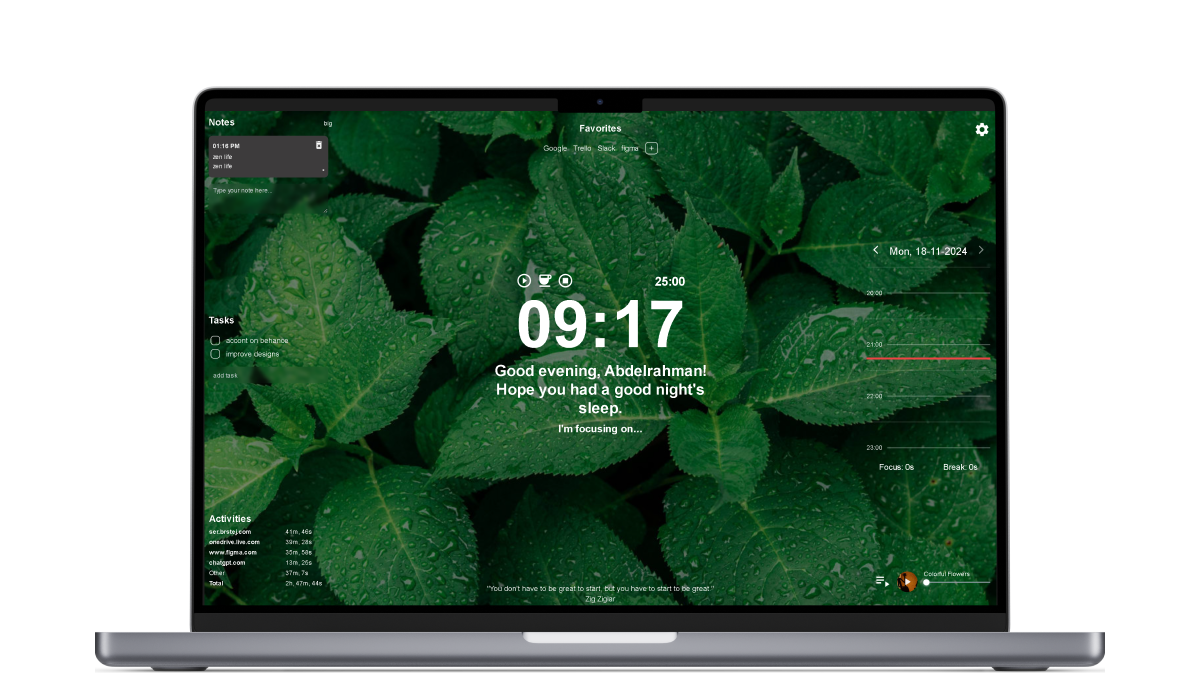 Notes
big
01:16 PM
zen life
zen life
Type your note here...
Tasks
accont on behance
improve designs
add task
Activities
ser.brstej.com 41m, 46s
onedrive.live.com 39m, 28s
www.figma.com 35m, 58s
chatgpt.com 13m, 25s
Other 37m, 7s
Total 2h, 47m, 44s
Favorites
Google Trello Slack figma +
25:00
09:17
Good evening, Abdelrahman!
Hope you had a good night's
sleep.
I'm focusing on...
"You don't have to be great to start, but you have to start to be great."
Zig Ziglar
Mon, 18-11-2024
20:00
21:00
22:00
23:00
Focus: 0s Break: 0s
Colorful Flowers